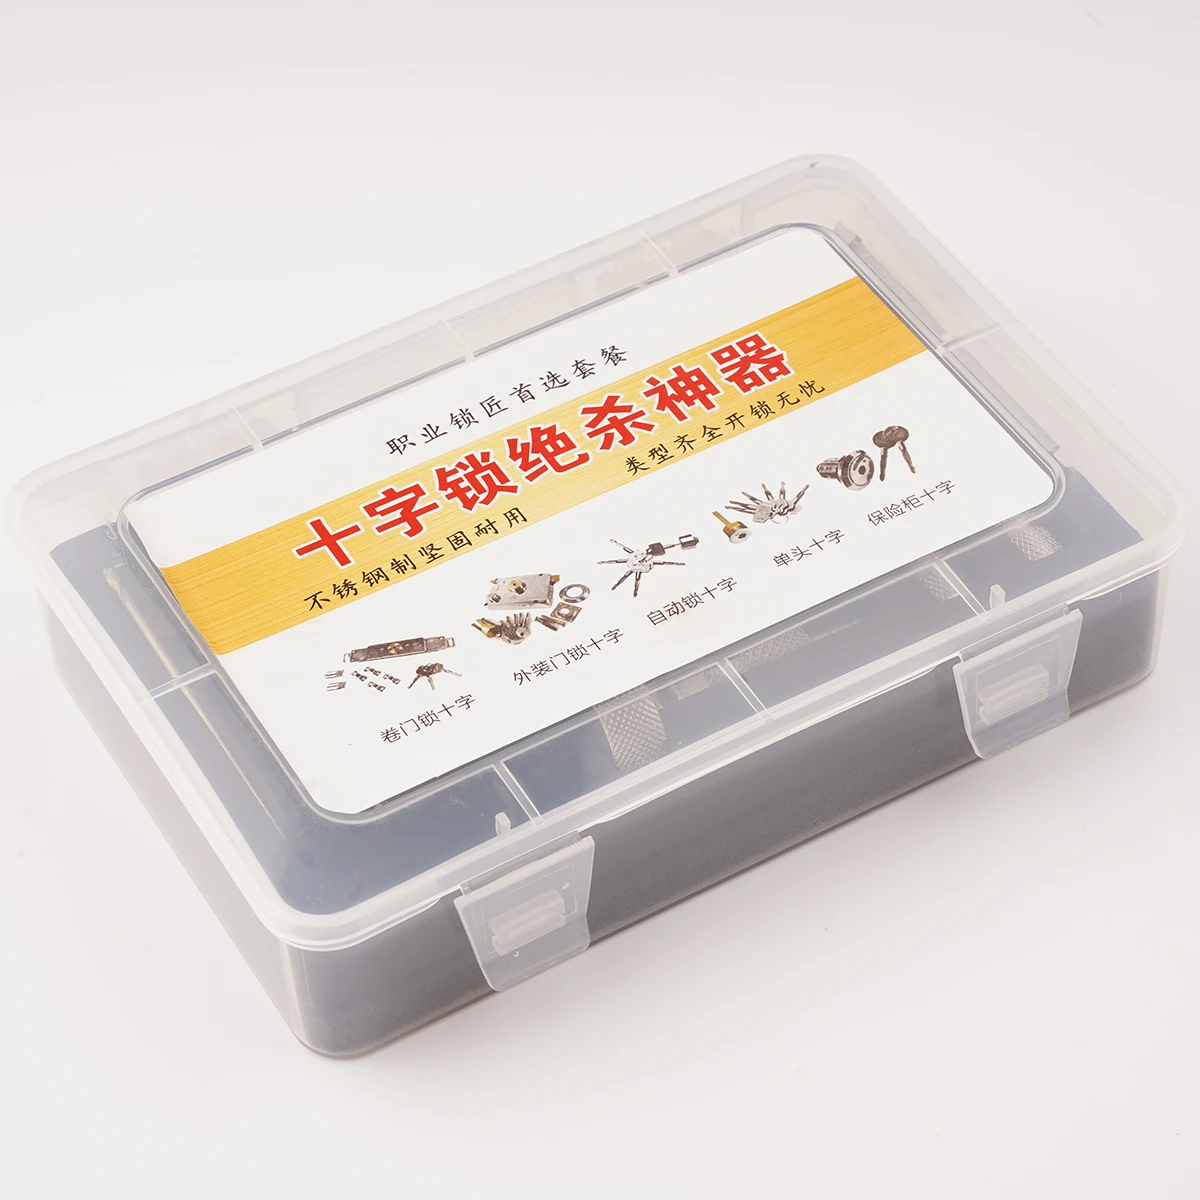 职业锁匠首选套餐
十字锁绝杀神器
不锈钢制坚固耐用
类型齐全开锁无忧
卷门锁十字
外装门锁十字
自动锁十字
单头十字
保险柜十字